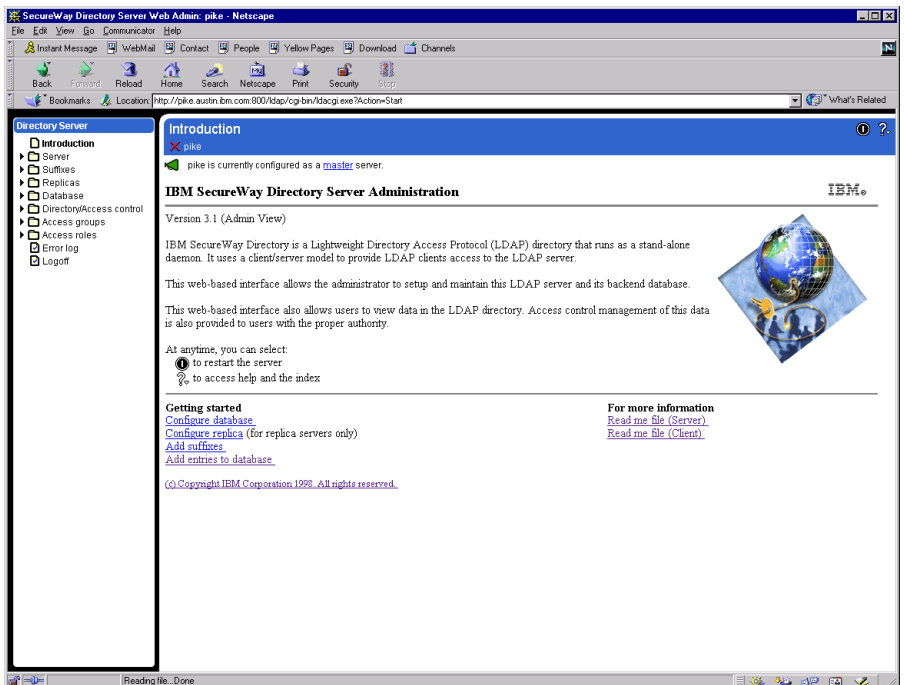 SecureWay Directory Server Web Admin: pike - Netscape
File Edit View Go Communicator Help
Instant Message WebMail Contact People Yellow Pages Download Channels
N
My
Back Forward Reload Home Search Netscape Print Security Stop
Bookmarks Location: http://pike.austin.ibm.com:800/ldap/cgi-bin/ldacgi.exe?Action=Start What's Related
Directory Server
Introduction
Server
Suffixes
Replicas
Database
Directory/Access control
Access groups
Access roles
Error log
Logoff
Introduction
pike
pike is currently configured as a master server.
IBM SecureWay Directory Server Administration
IBM®
Version 3.1 (Admin View)
IBM SecureWay Directory is a Lightweight Directory Access Protocol (LDAP) directory that runs as a stand-alone
daemon. It uses a client/server model to provide LDAP clients access to the LDAP server.
This web-based interface allows the administrator to setup and maintain this LDAP server and its backend database.
This web-based interface also allows users to view data in the LDAP directory. Access control management of this data
is also provided to users with the proper authority.
At anytime, you can select:
to restart the server
? to access help and the index
Getting started
Configure database
Configure replica (for replica servers only)
Add suffixes
Add entries to database
For more information
Read me file (Server)
Read me file (Client)
(c) Copyright IBM Corporation 1998. All rights reserved.
Reading file...Done